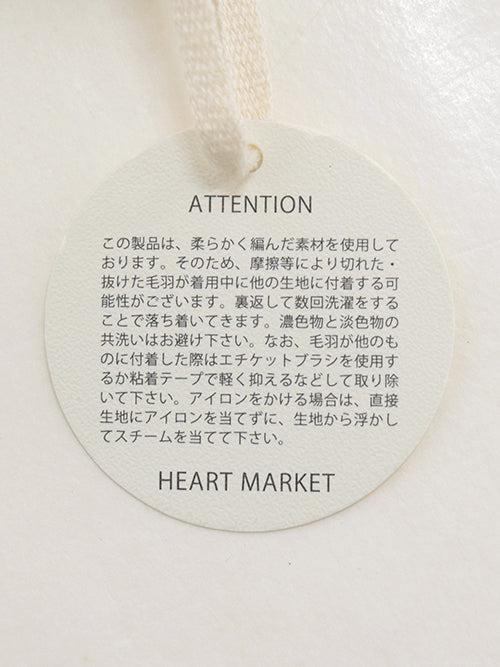 ATTENTION
この製品は、柔らかく編んだ素材を使用して
おります。そのため、摩擦等により切れた・
抜けた毛羽が着用中に他の生地に付着する可
能性がございます。裏返して数回洗濯をする
ことで落ち着いてきます。濃色物と淡色物の
共洗いはお避け下さい。なお、毛羽が他のも
のに付着した際はエチケットブラシを使用す
るか粘着テープで軽く抑えるなどして取り除
いて下さい。アイロンをかける場合は、直接
生地にアイロンを当てずに、生地から浮かし
てスチームを当てて下さい。
HEART MARKET